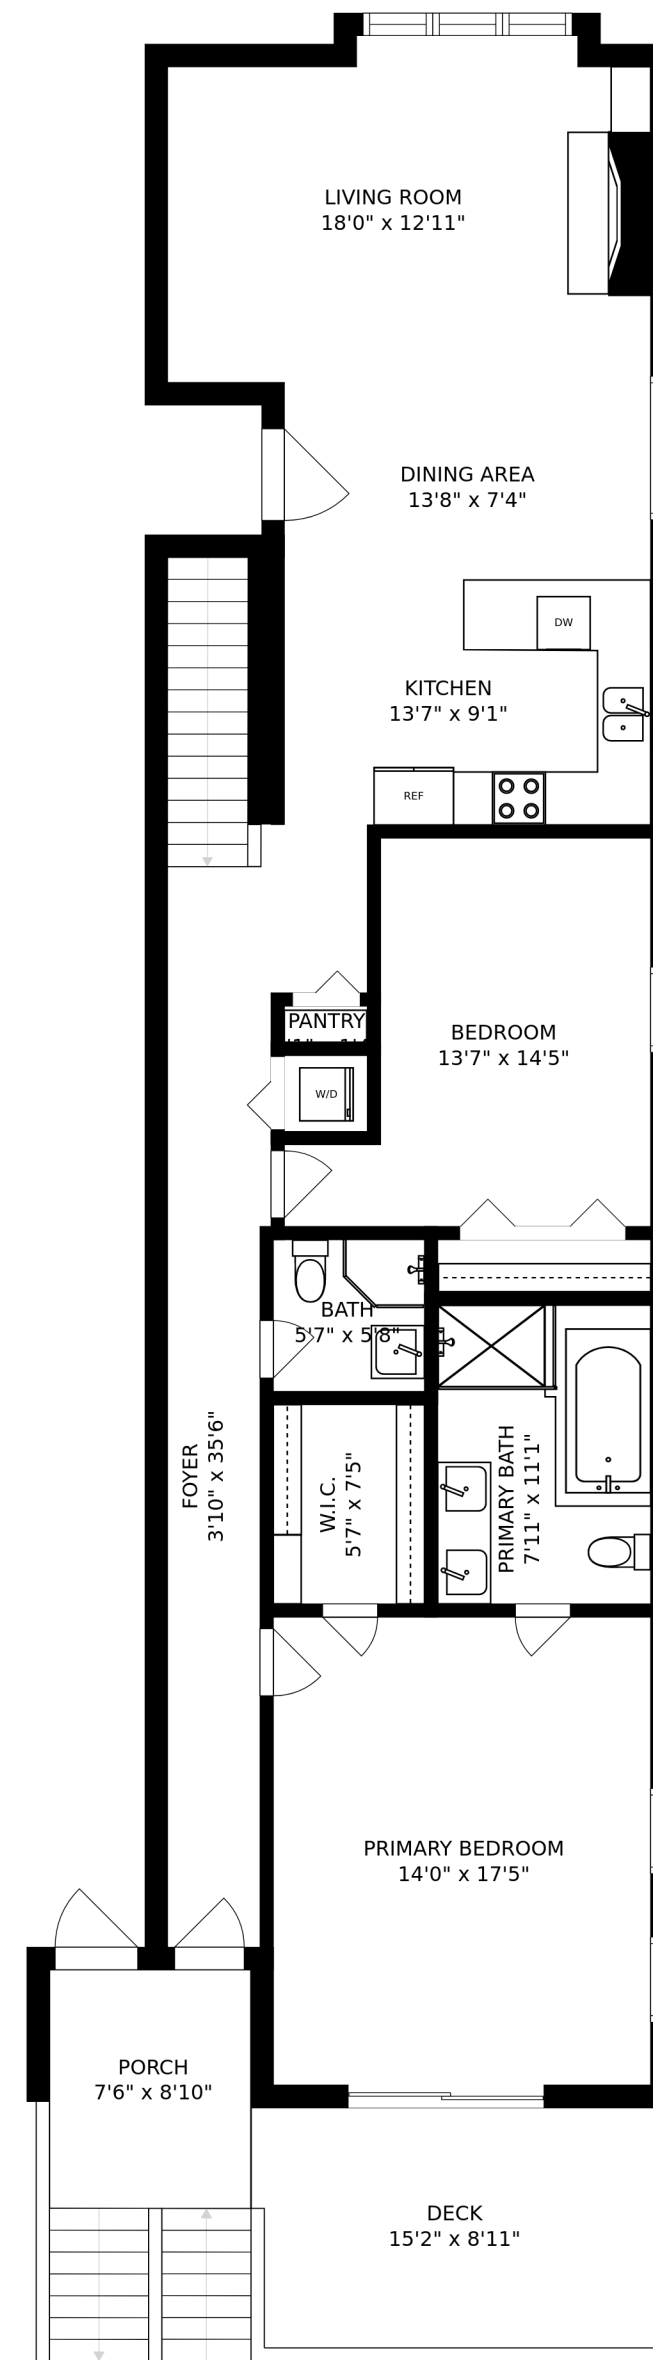 LIVING ROOM
18'0" x 12'11"
DINING AREA
13'8" x 7'4"
DW
KITCHEN
13'7" x 9'1"
REF
PANTRY
BEDROOM
13'7" x 14'5"
W/D
BATH
5'7" x 5'8"
FOYER
3'10" x 35'6"
W.I.C.
5'7" x 7'5"
PRIMARY BATH
7'11" x 11'1"
PRIMARY BEDROOM
14'0" x 17'5"
PORCH
7'6" x 8'10"
DECK
15'2" x 8'11"